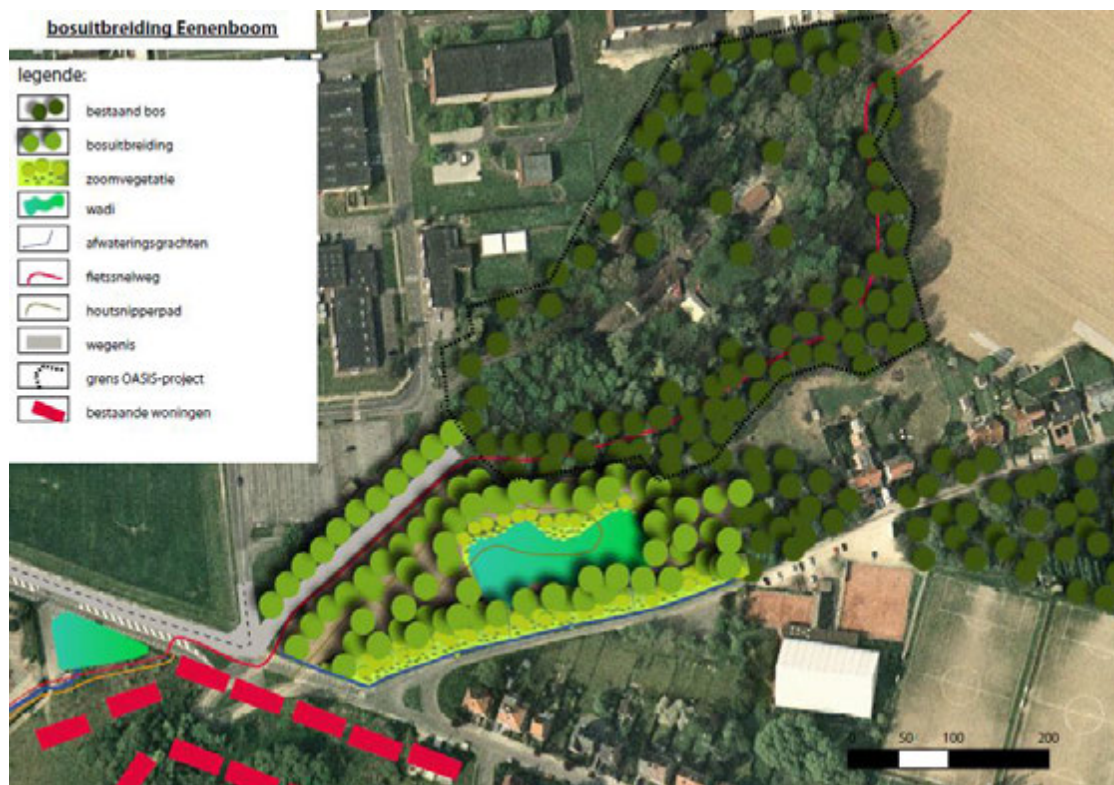 bosuitbreiding Eenenboom
legende:
bestaand bos
bosuitbreiding
zoomvegetatie
wadi
afwateringsgrachten
fietssnelweg
houtsnipperpad
wegenis
grens OASIS-project
bestaande woningen
0 50 100 200